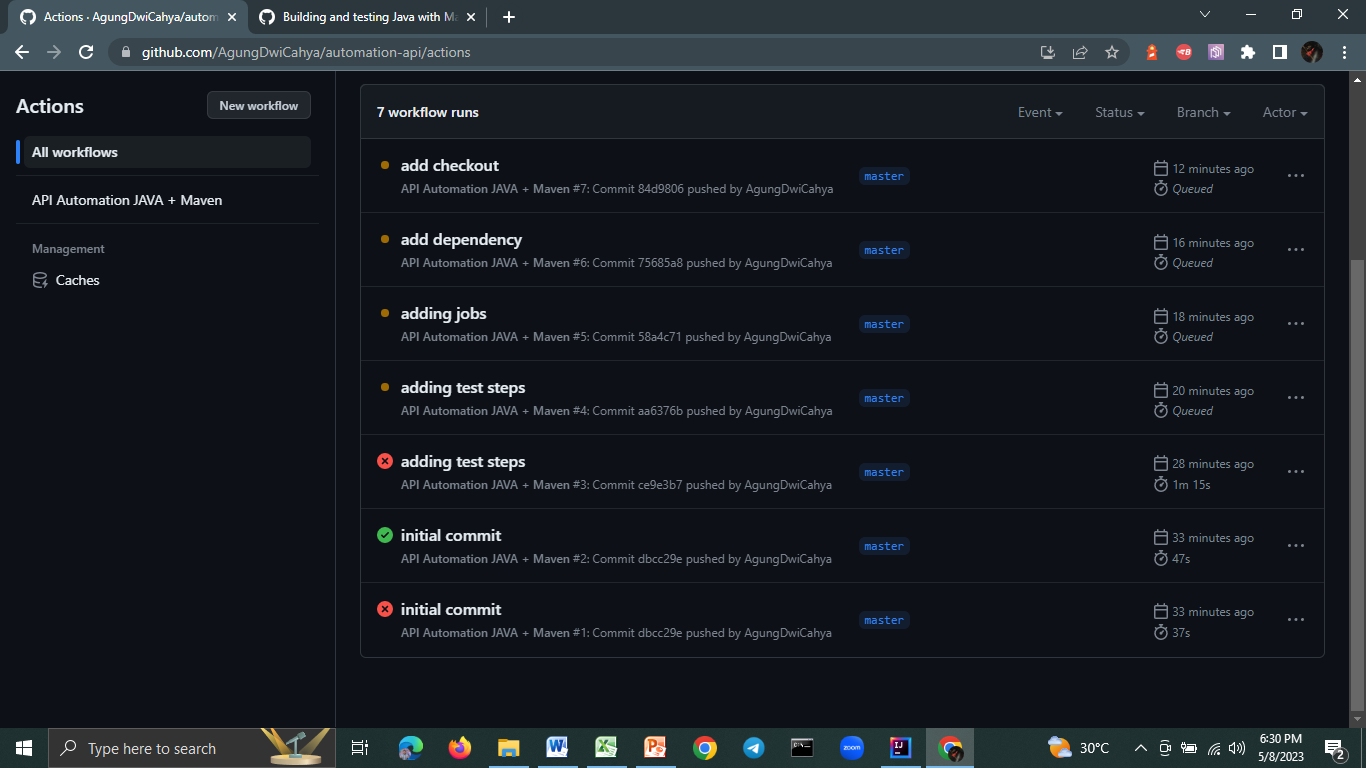 Actions · AgungDwiCahya/autom
Building and testing Java with Ma
github.com/AgungDwiCahya/automation-api/actions
Actions
New workflow
All workflows
API Automation JAVA + Maven
Management
Caches
7 workflow runs
Event
Status
Branch
Actor
add checkout
API Automation JAVA + Maven #7: Commit 84d9806 pushed by AgungDwiCahya
master
12 minutes ago
Queued
add dependency
API Automation JAVA + Maven #6: Commit 75685a8 pushed by AgungDwiCahya
master
16 minutes ago
Queued
adding jobs
API Automation JAVA + Maven #5: Commit 58a4c71 pushed by AgungDwiCahya
master
18 minutes ago
Queued
adding test steps
API Automation JAVA + Maven #4: Commit aa6376b pushed by AgungDwiCahya
master
20 minutes ago
Queued
adding test steps
API Automation JAVA + Maven #3: Commit ce9e3b7 pushed by AgungDwiCahya
master
28 minutes ago
1m 15s
initial commit
API Automation JAVA + Maven #2: Commit dbcc29e pushed by AgungDwiCahya
master
33 minutes ago
47s
initial commit
API Automation JAVA + Maven #1: Commit dbcc29e pushed by AgungDwiCahya
master
33 minutes ago
37s
Type here to search
zoom
30°C
6:30 PM
5/8/2023
2